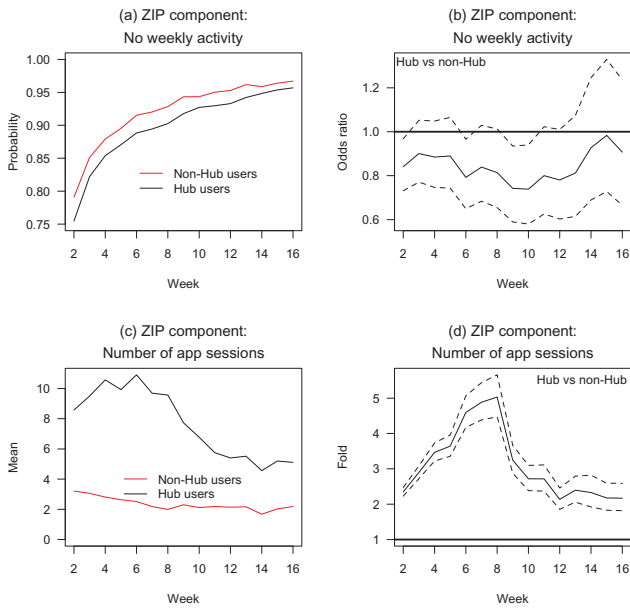 (a) ZIP component:
No weekly activity
1.00
0.95
0.90
0.85
0.80
0.75
Probability
Non-Hub users
Hub users
2 4 6 8 10 12 14 16
Week
(b) ZIP component:
No weekly activity
Hub vs non-Hub
1.2
1.0
0.8
0.6
Odds ratio
2 4 6 8 10 12 14 16
Week
(c) ZIP component:
Number of app sessions
10
8
6
4
2
0
Mean
Non-Hub users
Hub users
2 4 6 8 10 12 14 16
Week
(d) ZIP component:
Number of app sessions
Hub vs non-Hub
5
4
3
2
1
Fold
2 4 6 8 10 12 14 16
Week